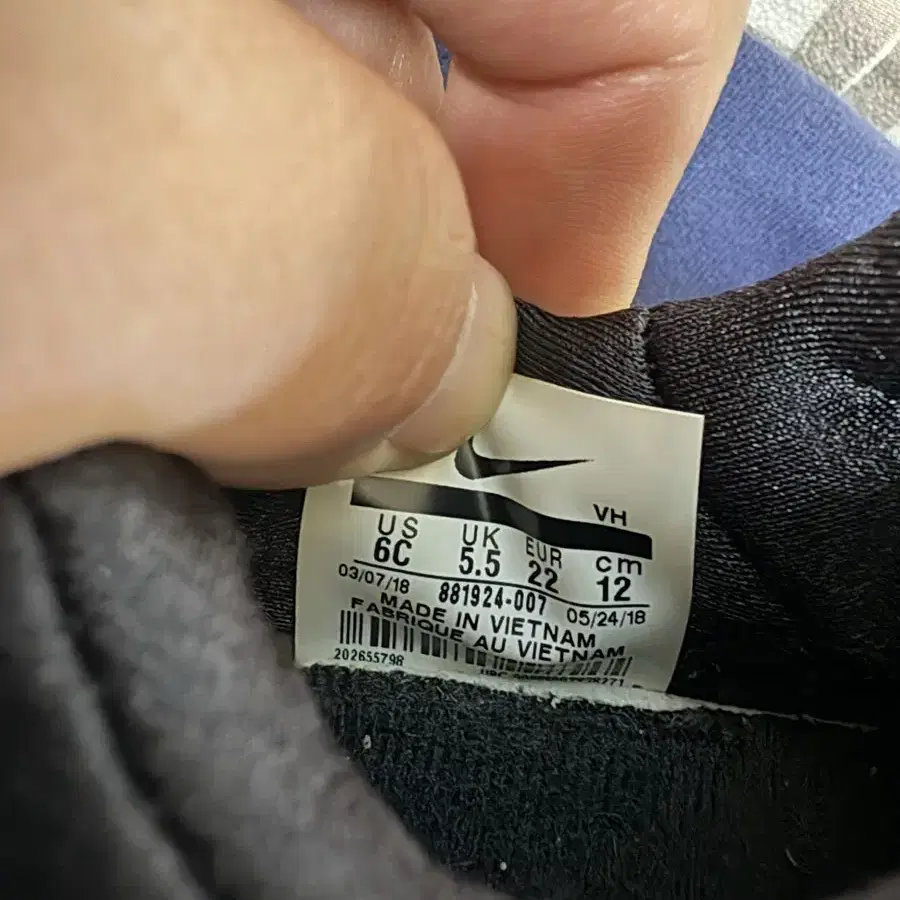 VH
US UK EUR cm
6C 5.5 22 12
03/07/18 881924-007 05/24/18
MADE IN VIETNAM
FABRIQUE AU VIETNAM
202655798